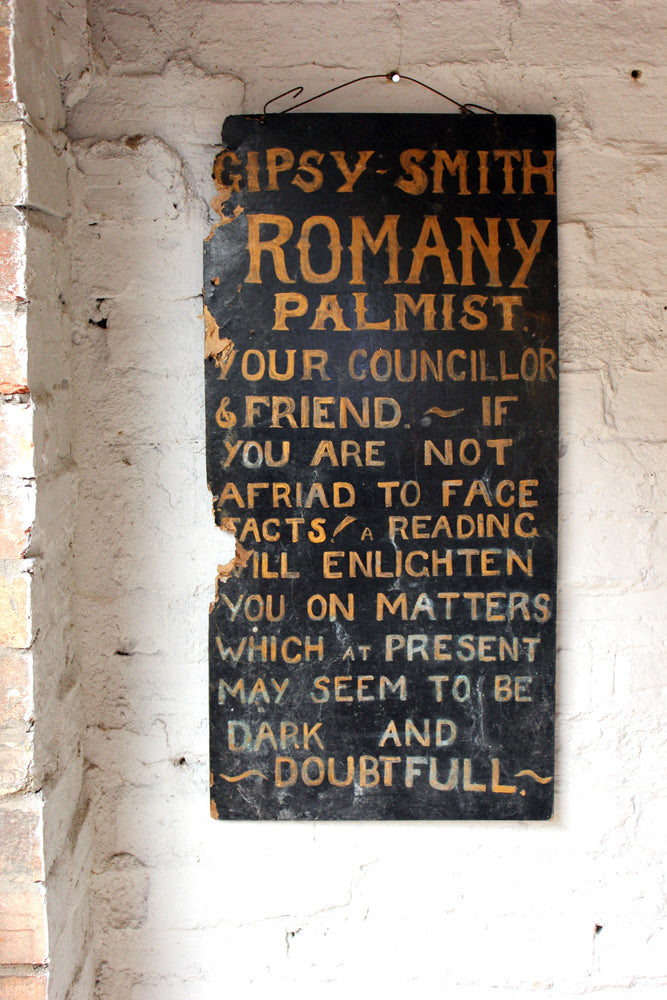 GIPSY-SMITH
ROMANY
PALMIST.
YOUR COUNCILLOR
& FRIEND. ~ IF
YOU ARE NOT
AFRIAD TO FACE
FACTS! A READING
WILL ENLIGHTEN
YOU ON MATTERS
WHICH AT PRESENT
MAY SEEM TO BE
DARK AND
~DOUBTFULL.~